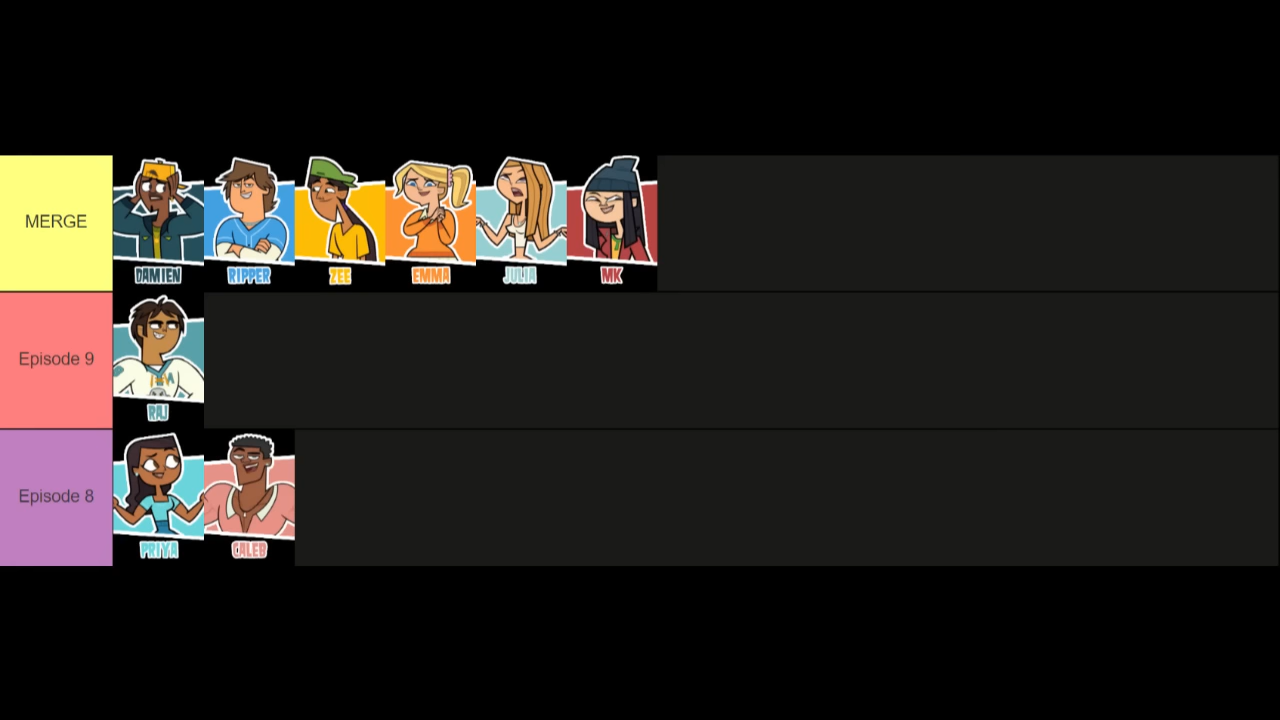 MERGE
DAMIEN RIPPER ZEE EMMA JULIA MK
Episode 9
RAJ
Episode 8
PRIYA CALEB